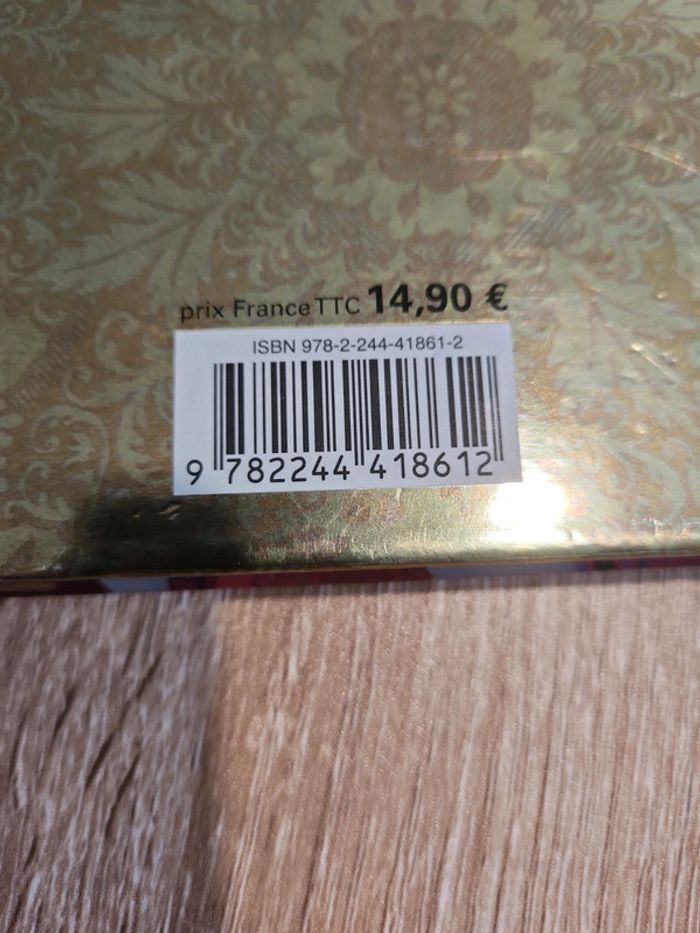 prix France TTC 14,90 €
ISBN 978-2-244-41861-2
9 782244 418612